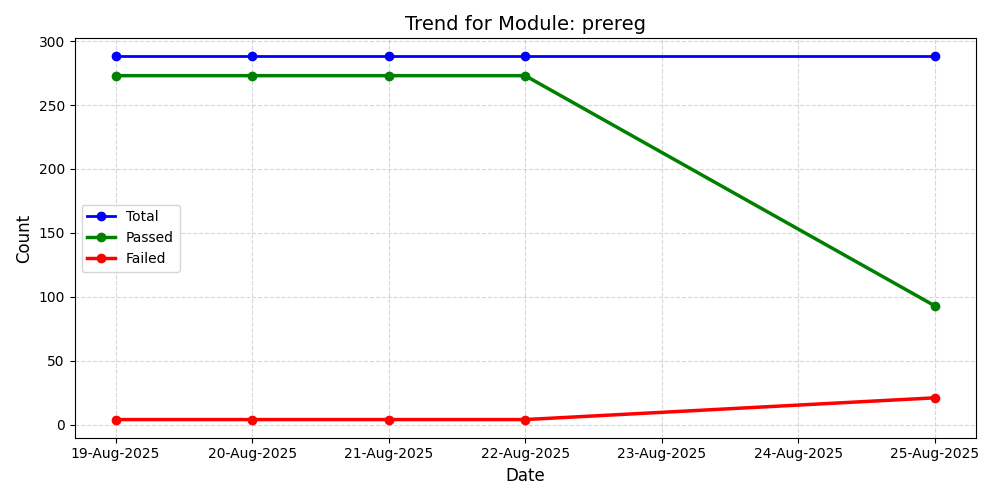 Trend for Module: prereg
Count
300
250
200
150
100
50
0
Total
Passed
Failed
19-Aug-2025
20-Aug-2025
21-Aug-2025
22-Aug-2025
23-Aug-2025
24-Aug-2025
25-Aug-2025
Date